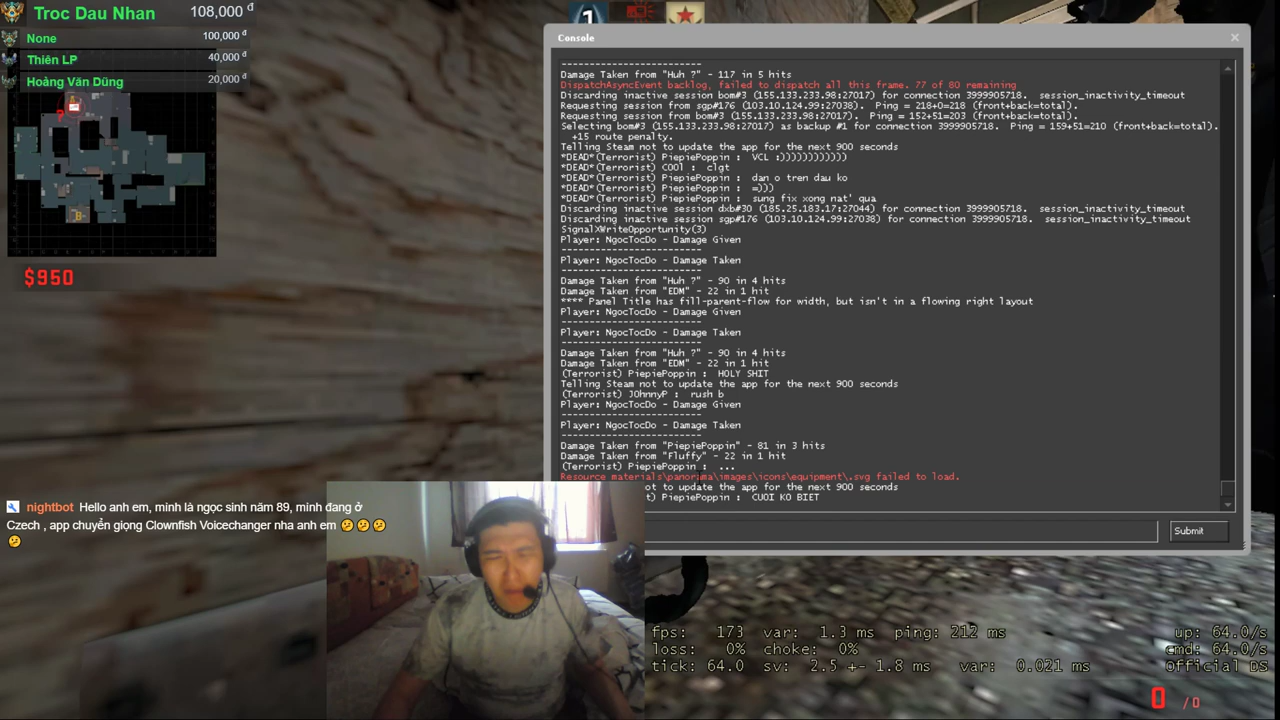 Troc Dau Nhan 108,000 đ
None 100,000 đ
Thiên LP 40,000 đ
Hoàng Văn Dũng 20,000 đ
1
B
$950
Console
Damage Taken from "Huh ?" - 117 in 5 hits
DispatchAsyncEvent backlog, failed to dispatch all this frame. 77 of 80 remaining
Discarding inactive session bom#3 (155.133.233.98:27017) for connection 3999905718.  session_inactivity_timeout
Requesting session from sgp#176 (103.10.124.99:27038). Ping = 218+0=218 (front+back=total).
Requesting session from bom#3 (155.133.233.98:27017). Ping = 152+51=203 (front+back=total).
Selecting bom#3 (155.133.233.98:27017) as backup #1 for connection 3999905718.  Ping = 159+51=210 (front+back=total).
+15 route penalty.
Telling Steam not to update the app for the next 900 seconds
*DEAD*(Terrorist) PiepiePoppin :  VCL :))))))))))))
*DEAD*(Terrorist) COOl :  clgt
*DEAD*(Terrorist) PiepiePoppin :  dan o tren dau ko
*DEAD*(Terrorist) PiepiePoppin :  =)))
*DEAD*(Terrorist) PiepiePoppin :  sung fix xong nat' qua
Discarding inactive session dxb#30 (185.25.183.17:27044) for connection 3999905718.  session_inactivity_timeout
Discarding inactive session sgp#176 (103.10.124.99:27038) for connection 3999905718.  session_inactivity_timeout
SignalXWriteOpportunity(3)
Player: NgocTocDo - Damage Given
-------------------------
Player: NgocTocDo - Damage Taken
-------------------------
Damage Taken from "Huh ?" - 90 in 4 hits
Damage Taken from "EDM" - 22 in 1 hit
**** Panel Title has fill-parent-flow for width, but isn't in a flowing right layout
Player: NgocTocDo - Damage Given
-------------------------
Player: NgocTocDo - Damage Taken
-------------------------
Damage Taken from "Huh ?" - 90 in 4 hits
Damage Taken from "EDM" - 22 in 1 hit
(Terrorist) PiepiePoppin :  HOLY SHIT
Telling Steam not to update the app for the next 900 seconds
(Terrorist) JOhnnyP :  rush b
Player: NgocTocDo - Damage Given
-------------------------
Player: NgocTocDo - Damage Taken
-------------------------
Damage Taken from "PiepiePoppin" - 81 in 3 hits
Damage Taken from "Fluffy" - 22 in 1 hit
(Terrorist) PiepiePoppin :  ...
Resource materials\panorama\images\icons\equipment\.svg failed to load.
ot to update the app for the next 900 seconds
t) PiepiePoppin :  CUOI KO BIET
Submit
nightbot Hello anh em, mình là ngọc sinh năm 89, mình đang ở
Czech , app chuyển giọng Clownfish Voicechanger nha anh em 🤔🤔🤔
🤔
fps: 173 var: 1.3 ms ping: 212 ms up: 64.0/s
loss: 0% choke: 0% cmd: 64.0/s
tick: 64.0 sv: 2.5 +- 1.8 ms var: 0.021 ms Official DS
0 / 0